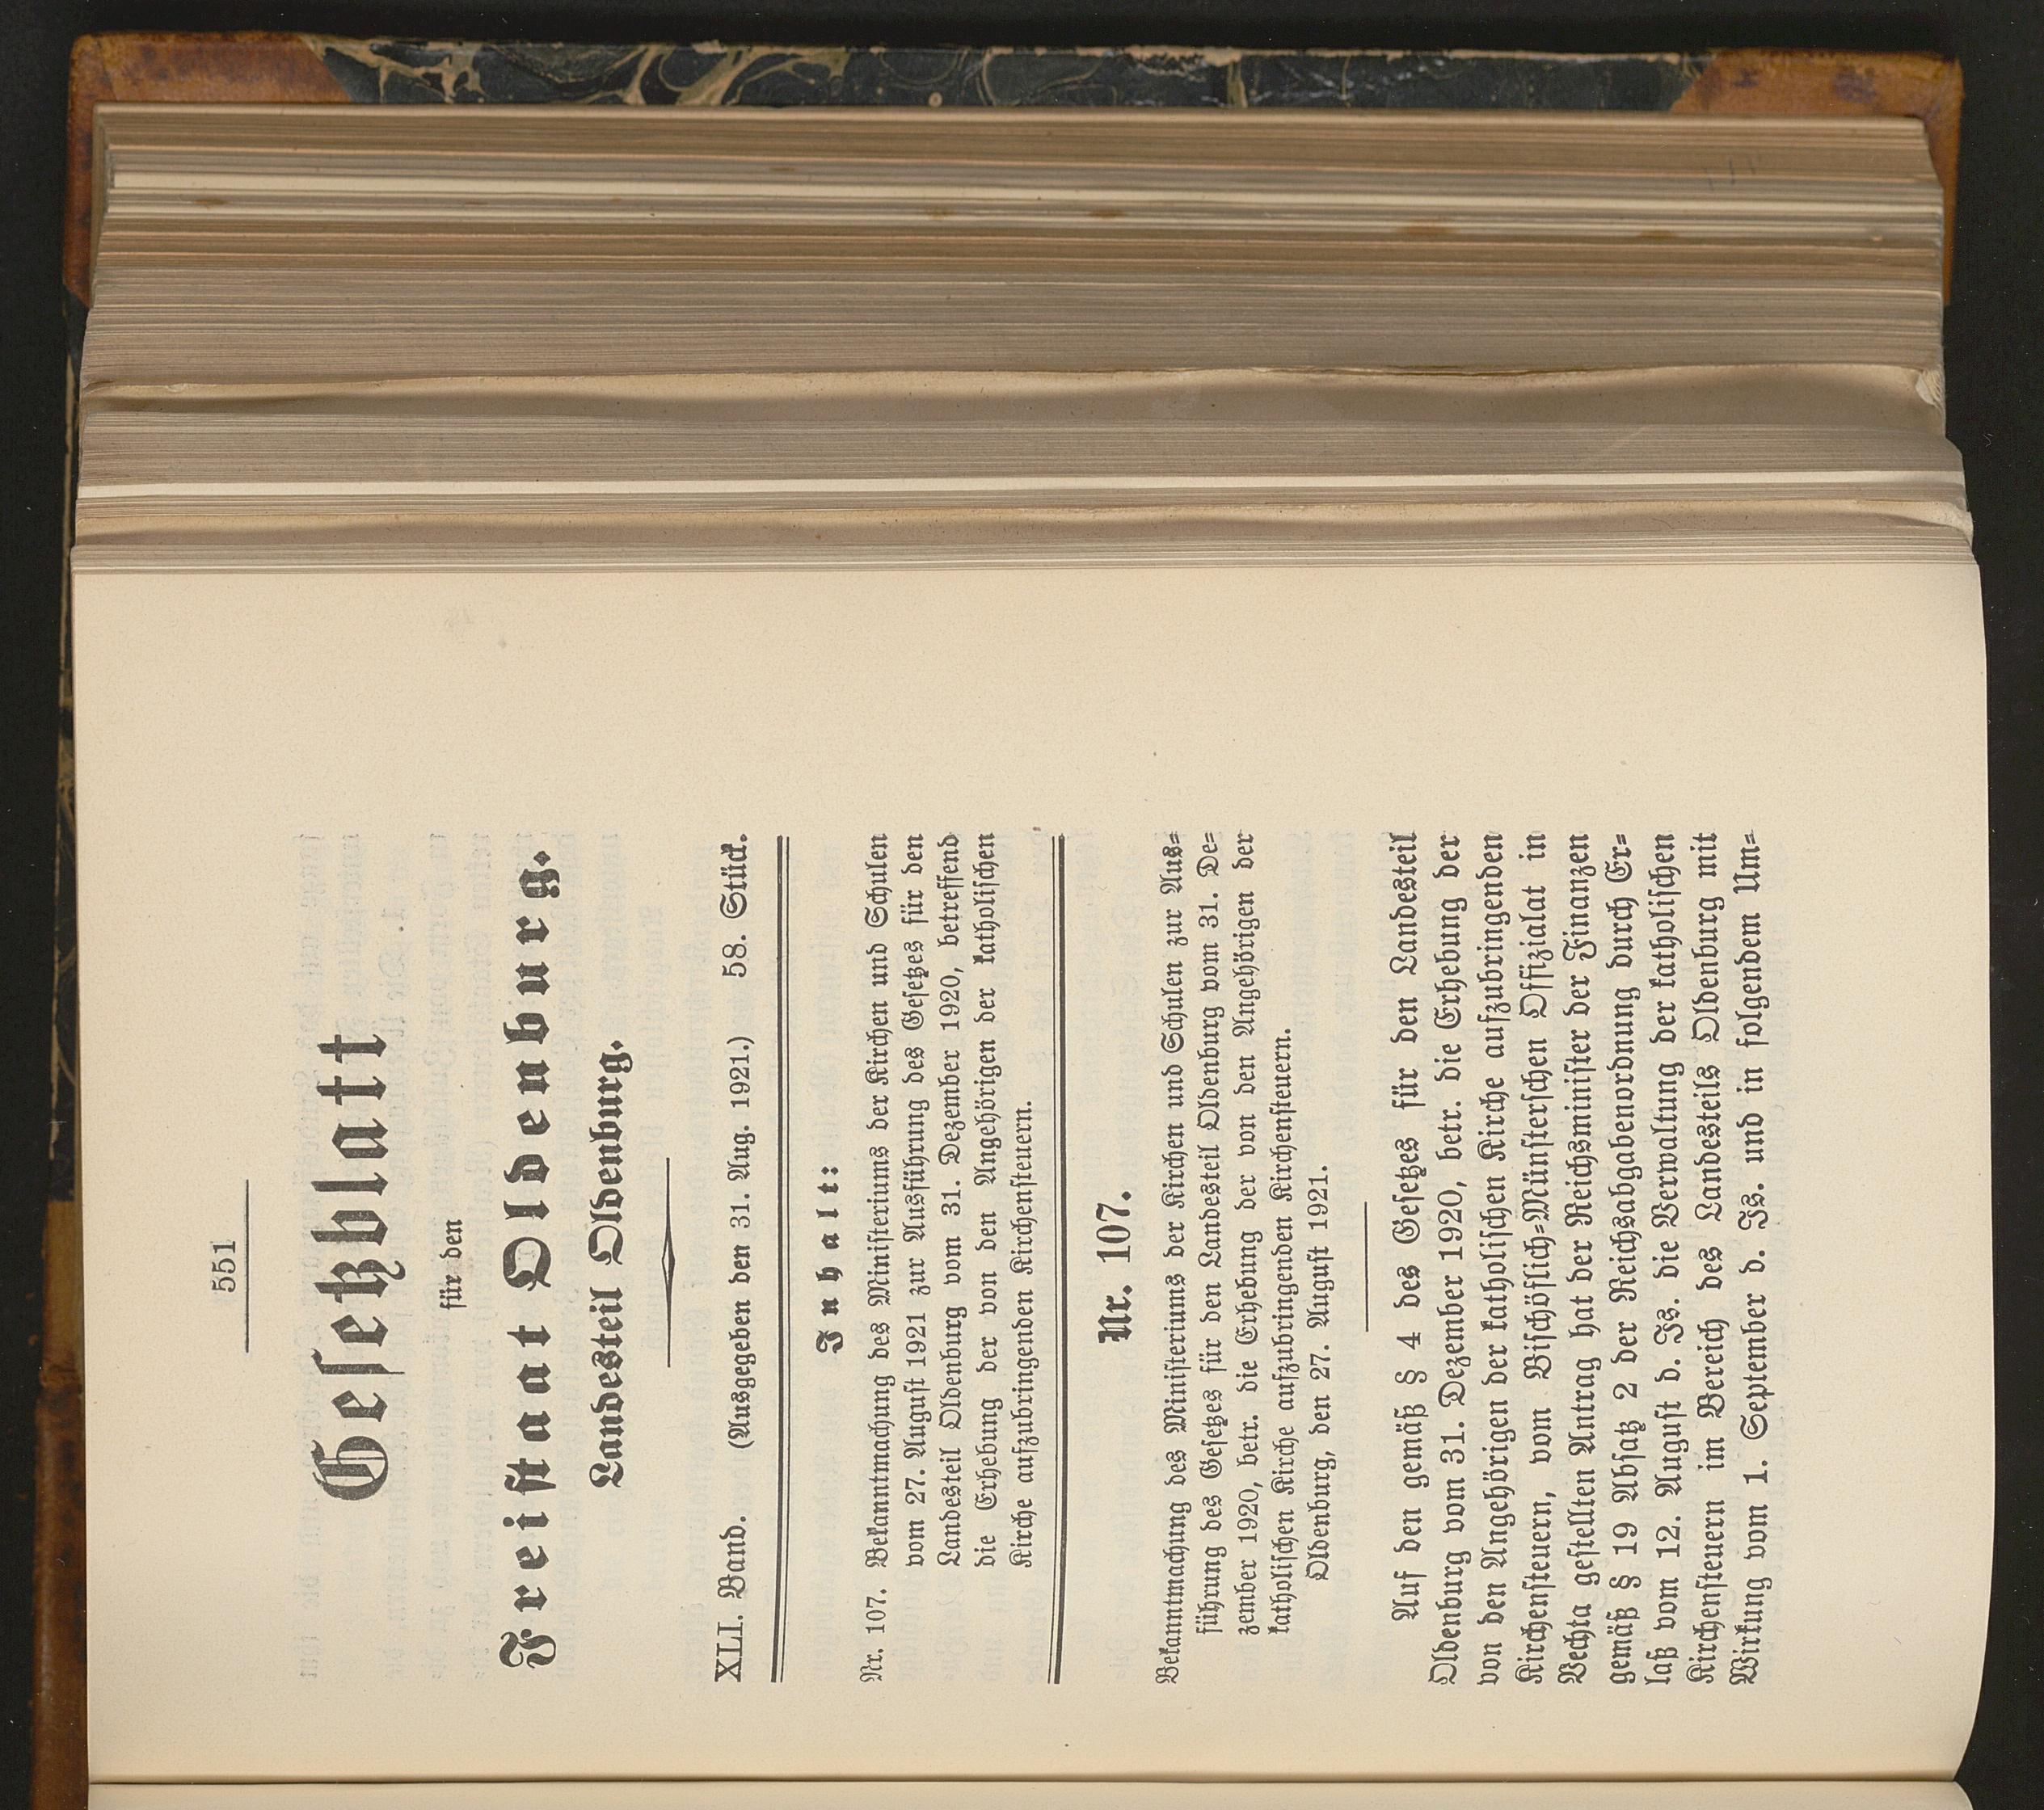 551
Gesetzblatt
für den
Freistaat Oldenburg.
Landesteil Oldenburg.
XLI. Band. (Ausgegeben den 31. Aug. 1921.) 58. Stück.
Inhalt:
Nr. 107. Bekanntmachung des Ministeriums der Kirchen und Schulen
vom 27. August 1921 zur Ausführung des Gesetzes für den
Landesteil Oldenburg vom 31. Dezember 1920, betreffend
die Erhebung der von den Angehörigen der katholischen
Kirche aufzubringenden Kirchensteuern.
Nr. 107.
Bekanntmachung des Ministeriums der Kirchen und Schulen zur Aus-
führung des Gesetzes für den Landesteil Oldenburg vom 31. De-
zember 1920, betr. die Erhebung der von den Angehörigen der
katholischen Kirche aufzubringenden Kirchensteuern.
Oldenburg, den 27. August 1921.
Auf den gemäß § 4 des Gesetzes für den Landesteil
Oldenburg vom 31. Dezember 1920, betr. die Erhebung der
von den Angehörigen der katholischen Kirche aufzubringenden
Kirchensteuern, vom Bischöflich-Münsterschen Offizialat in
Vechta gestellten Antrag hat der Reichsminister der Finanzen
gemäß § 19 Absatz 2 der Reichsabgabenordnung durch Er-
laß vom 12. August d. Js. die Verwaltung der katholischen
Kirchensteuern im Bereich des Landesteils Oldenburg mit
Wirkung vom 1. September d. Js. und in folgendem Um-